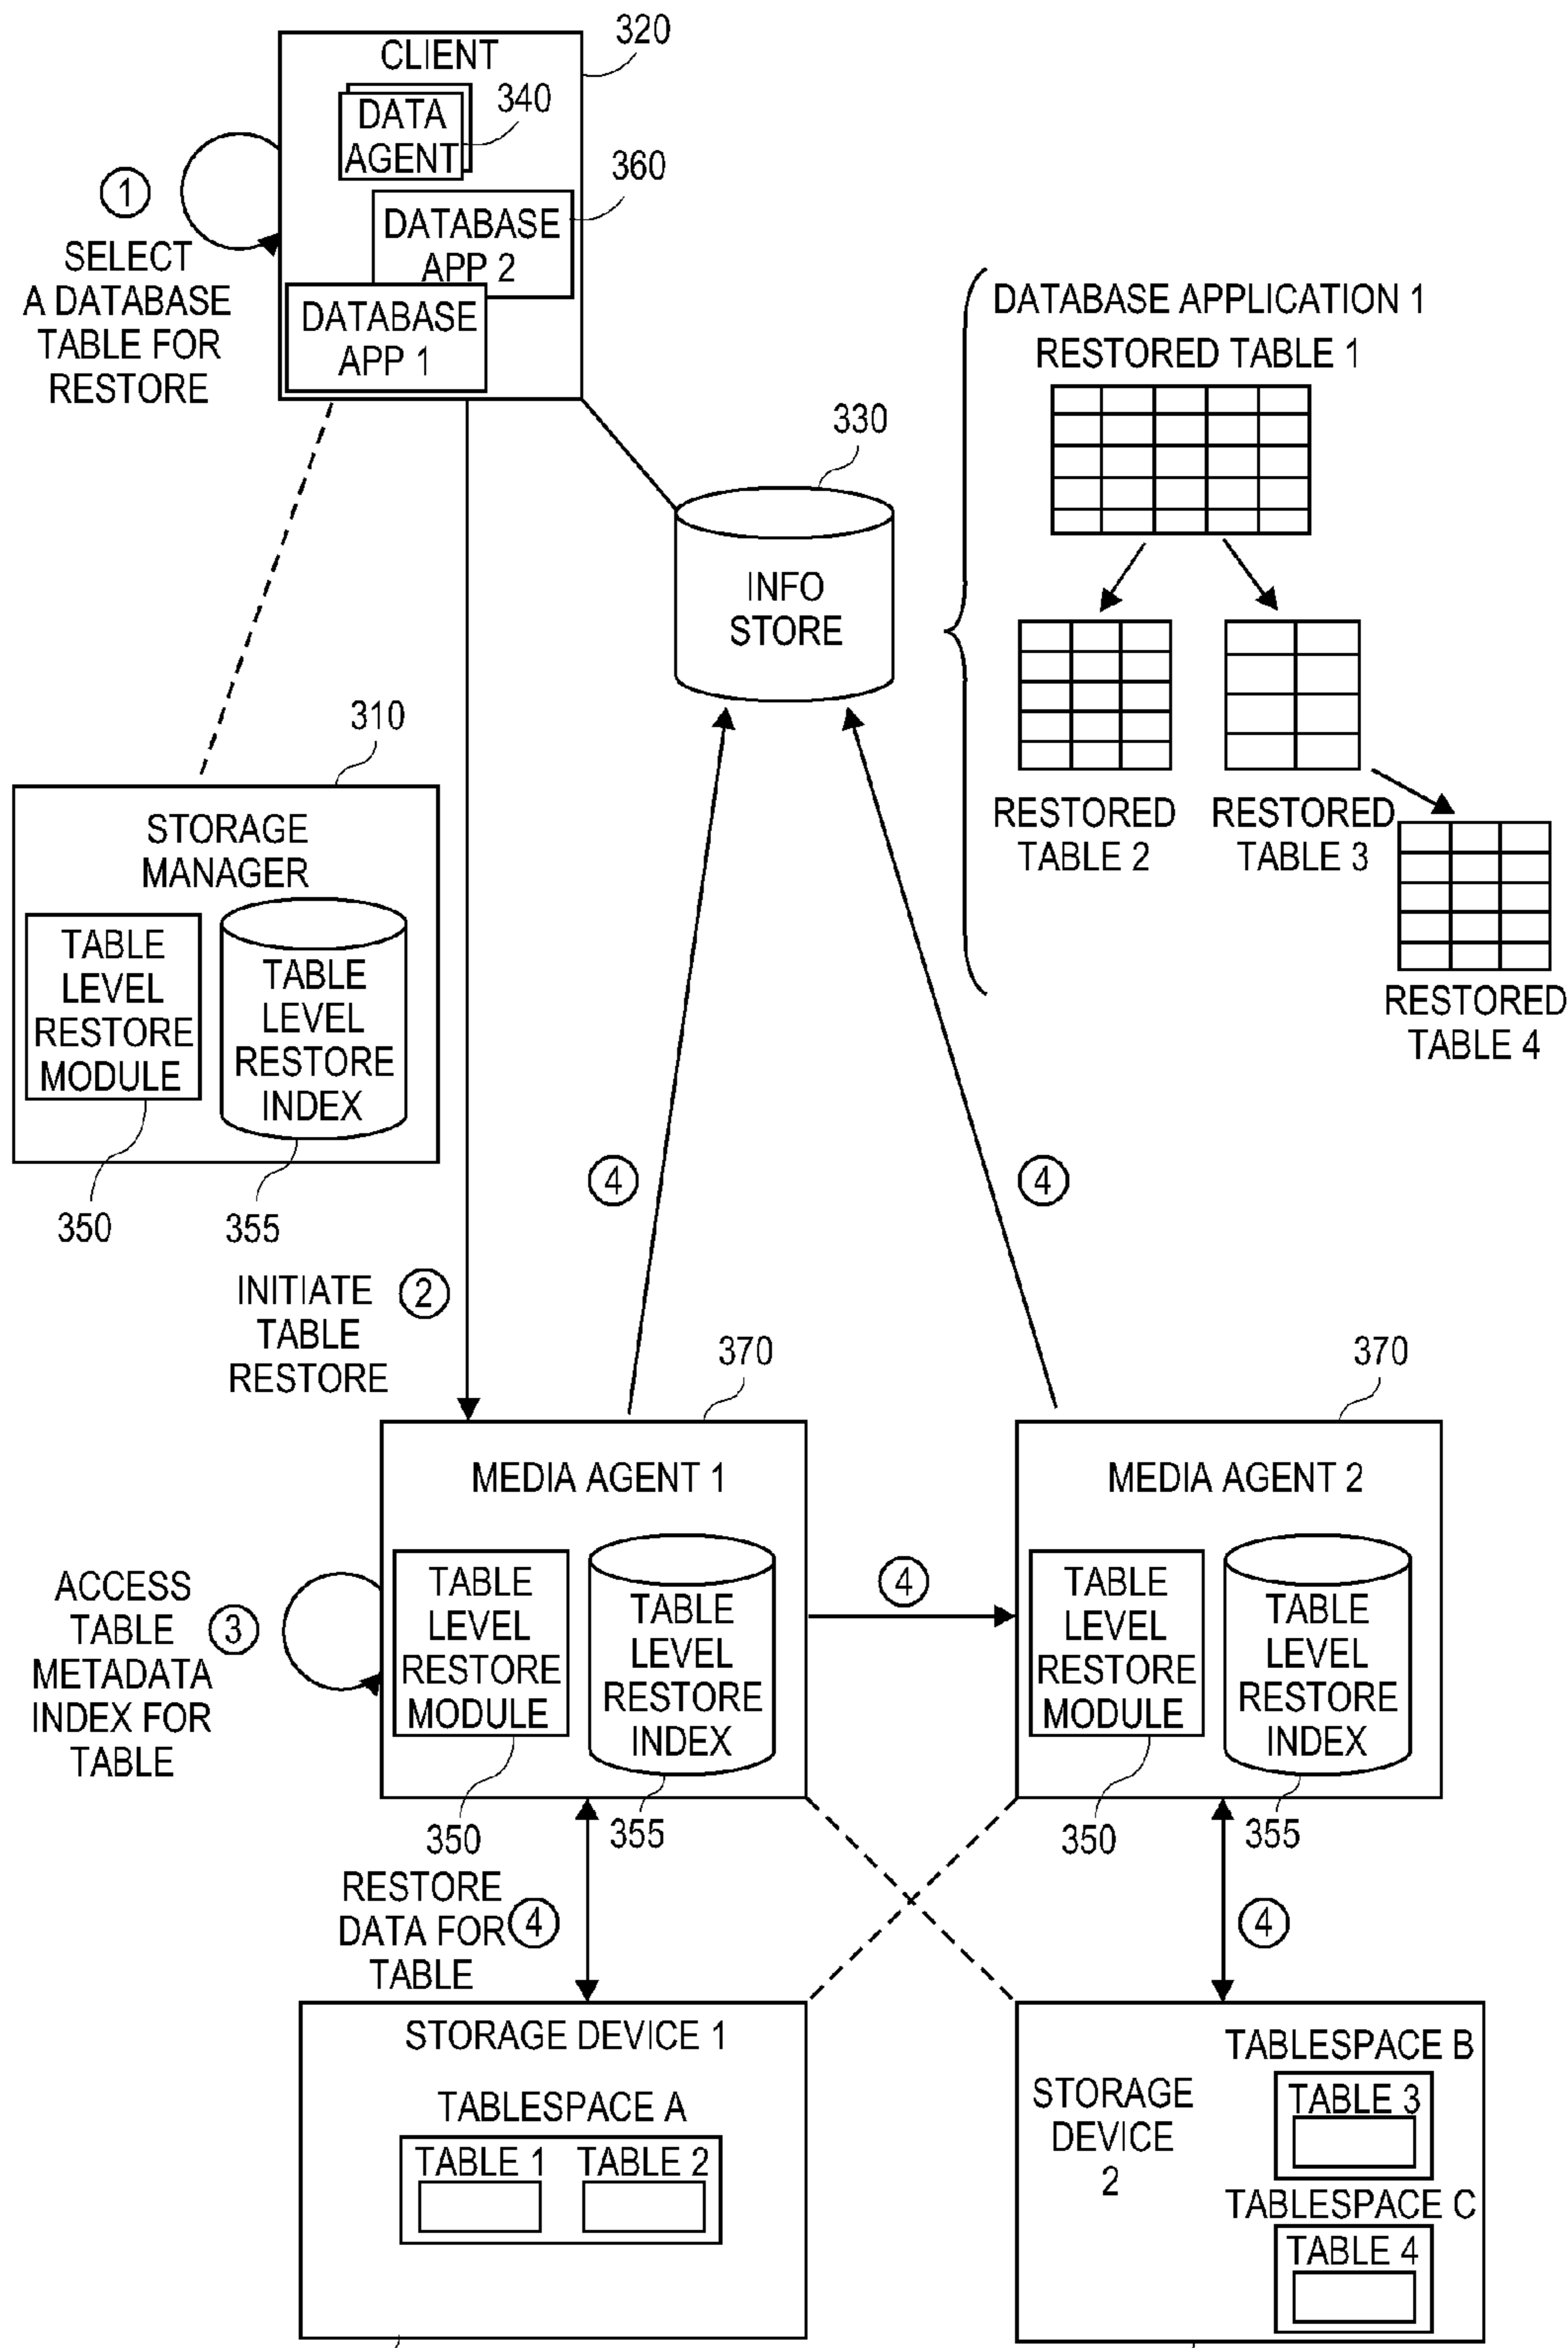 320
CLIENT
340
DATA
AGENT
360
1
DATABASE
APP 2
SELECT
A DATABASE
TABLE FOR
RESTORE
DATABASE
APP 1
DATABASE APPLICATION 1
RESTORED TABLE 1
330
INFO
STORE
310
RESTORED
TABLE 2
RESTORED
TABLE 3
STORAGE
MANAGER
TABLE
LEVEL
RESTORE
MODULE
TABLE
LEVEL
RESTORE
INDEX
RESTORED
TABLE 4
350
355
4
4
INITIATE
TABLE
RESTORE
2
370
370
MEDIA AGENT 1
MEDIA AGENT 2
ACCESS
TABLE
METADATA
INDEX FOR
TABLE
3
TABLE
LEVEL
RESTORE
MODULE
TABLE
LEVEL
RESTORE
INDEX
4
TABLE
LEVEL
RESTORE
MODULE
TABLE
LEVEL
RESTORE
INDEX
350
355
350
355
RESTORE
DATA FOR
TABLE
4
4
STORAGE DEVICE 1
TABLESPACE A
TABLE 1
TABLE 2
STORAGE
DEVICE
2
TABLESPACE B
TABLE 3
TABLESPACE C
TABLE 4